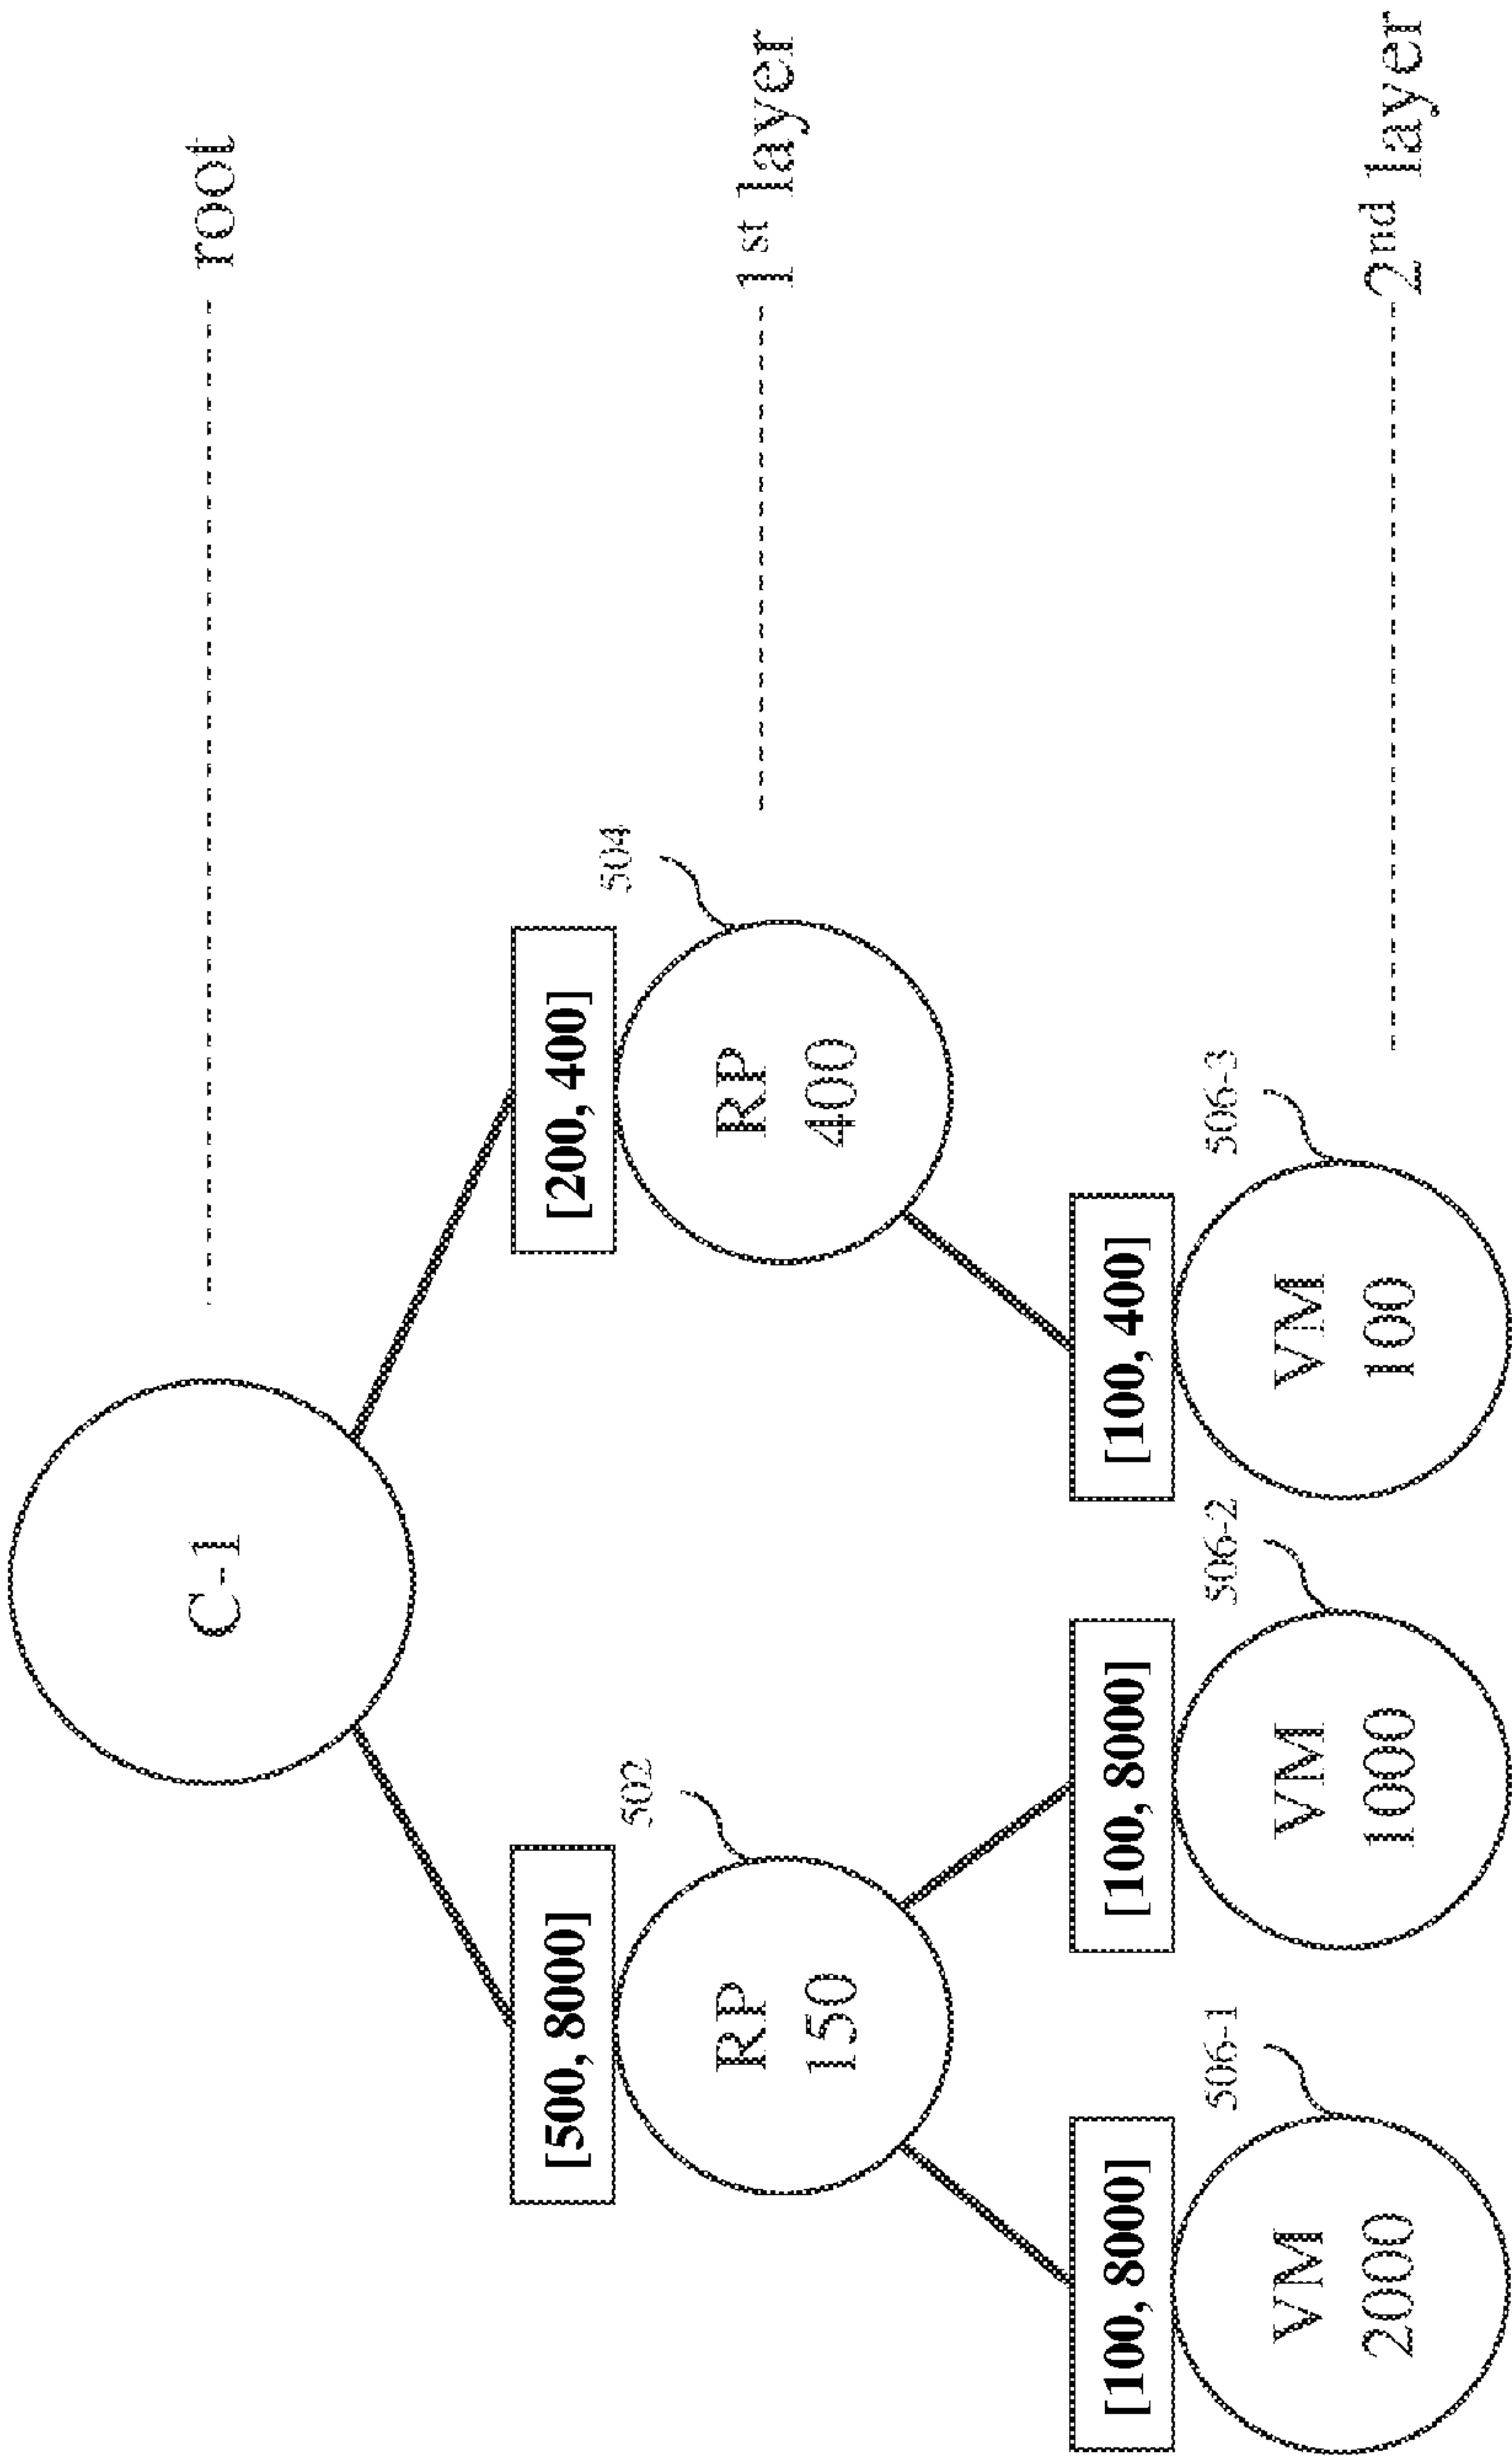 C-1
root
[500, 8000]
[200, 400]
502
504
RP
150
RP
400
1st layer
[100, 8000]
[100, 8000]
[100, 400]
506-1
506-2
506-3
VM
2000
VM
1000
VM
100
2nd layer